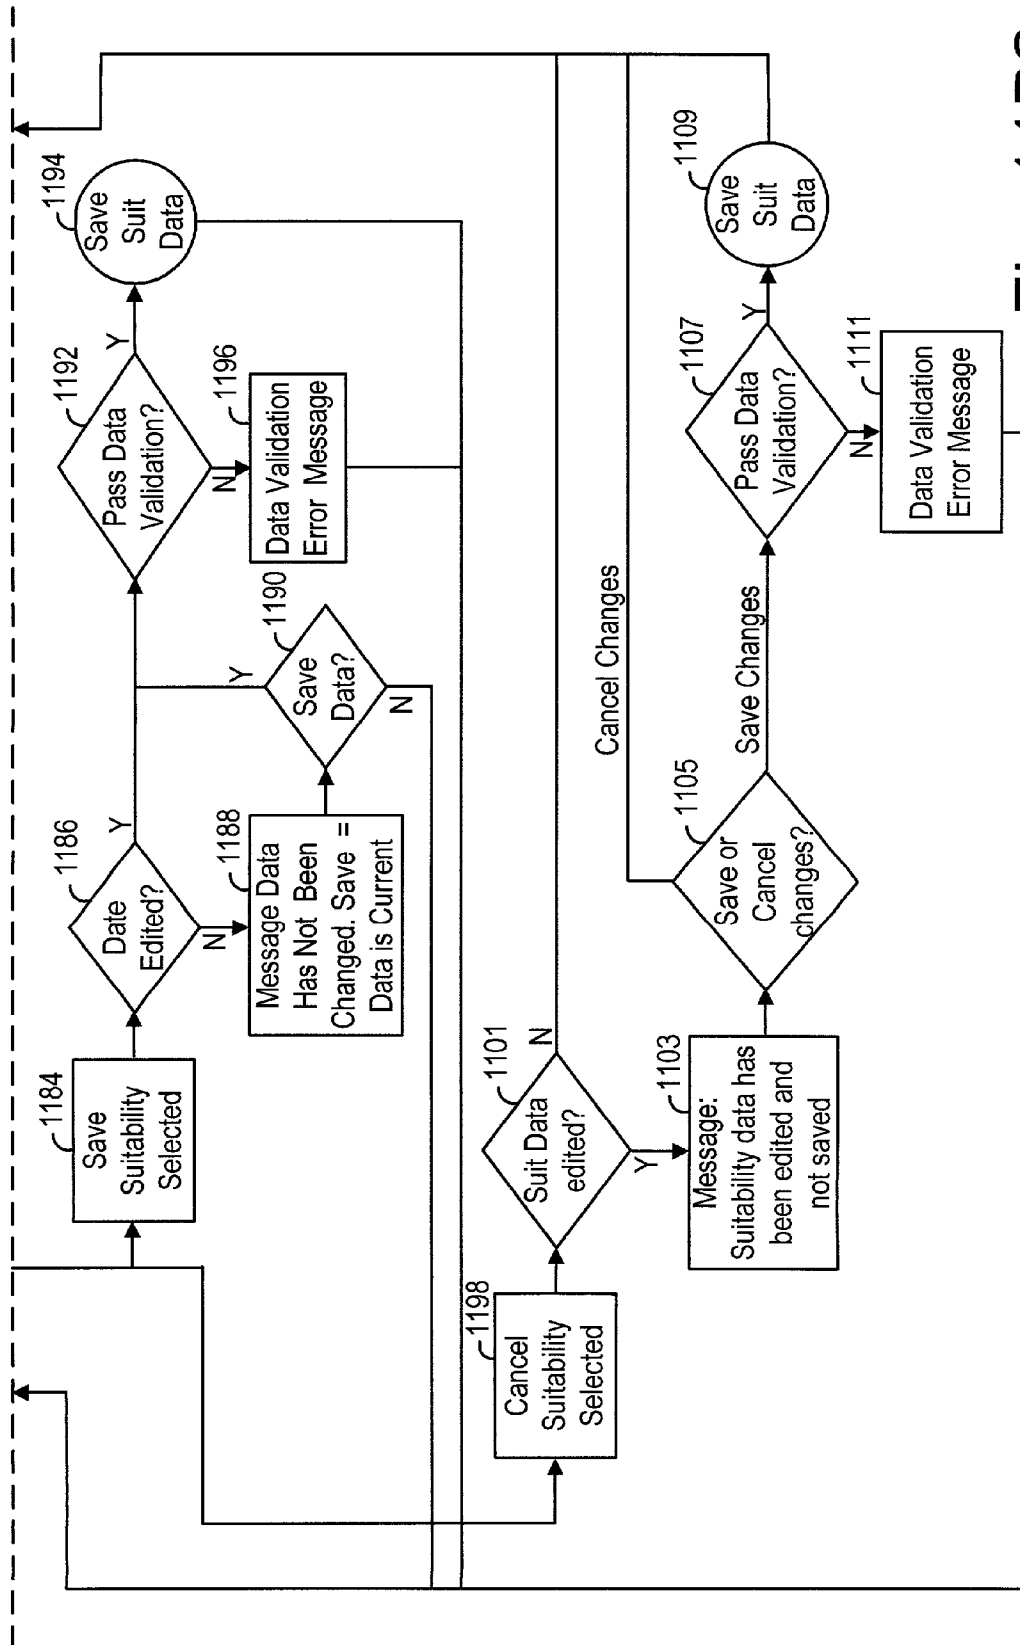 1184
Save
Suitability
Selected
1186
Date
Edited?
Y
N
1188
Message Data
Has Not Been
Changed. Save =
Data is Current
1190
Save
Data?
Y
N
1192
Pass Data
Validation?
Y
N
1194
Save
Suit
Data
1196
Data Validation
Error Message
1198
Cancel
Suitability
Selected
1101
Suit Data
edited?
N
Y
1103
Message:
Suitability data has
been edited and
not saved
1105
Save or
Cancel
changes?
Cancel Changes
Save Changes
1107
Pass Data
Validation?
Y
N
1109
Save
Suit
Data
1111
Data Validation
Error Message